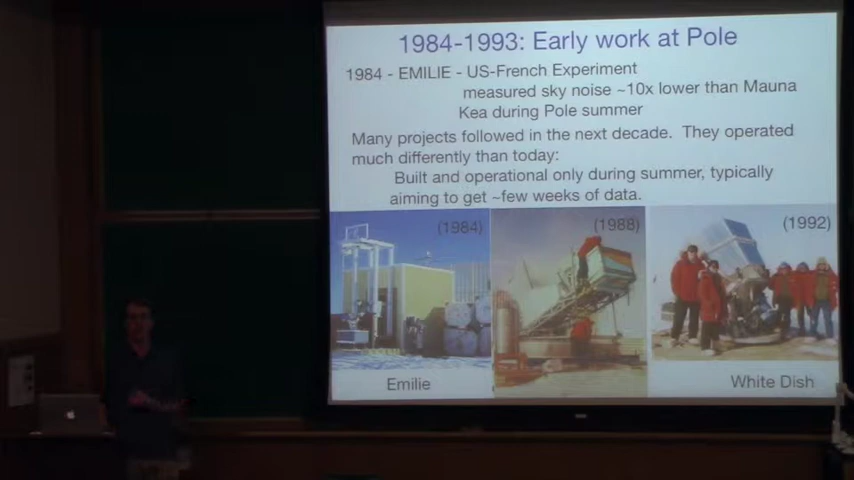 1984-1993: Early work at Pole
1984 - EMILIE - US-French Experiment
measured sky noise ~10x lower than Mauna
Kea during Pole summer
Many projects followed in the next decade. They operated
much differently than today:
Built and operational only during summer, typically
aiming to get ~few weeks of data.
(1984)
(1988)
(1992)
Emilie
White Dish